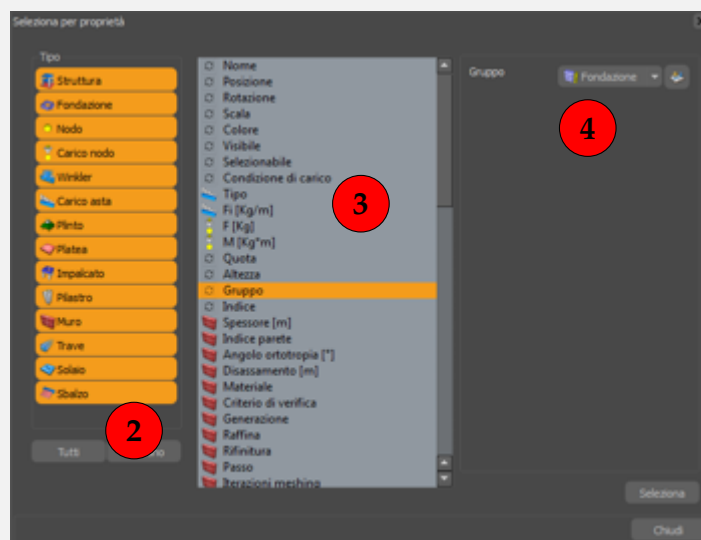 Seleziona per proprietà
Tipo
Struttura
Fondazione
Nodo
Carico nodo
Winkler
Carico asta
Plinto
Platea
Impalcato
Pilastro
Muro
Trave
Solaio
Sbalzo
2
Tutti
Nome
Posizione
Rotazione
Scala
Colore
Visibile
Selezionabile
Condizione di carico
Tipo
Fi [Kg/m]
F [Kg]
M [Kg*m]
Quota
Altezza
Gruppo
Indice
Spessore [m]
Indice parete
Angolo ortotropia [°]
Disassamento [m]
Materiale
Criterio di verifica
Generazione
Raffina
Rifinitura
Passo
Iterazioni meshing
3
Gruppo
Fondazione
4
Seleziona
Chiudi